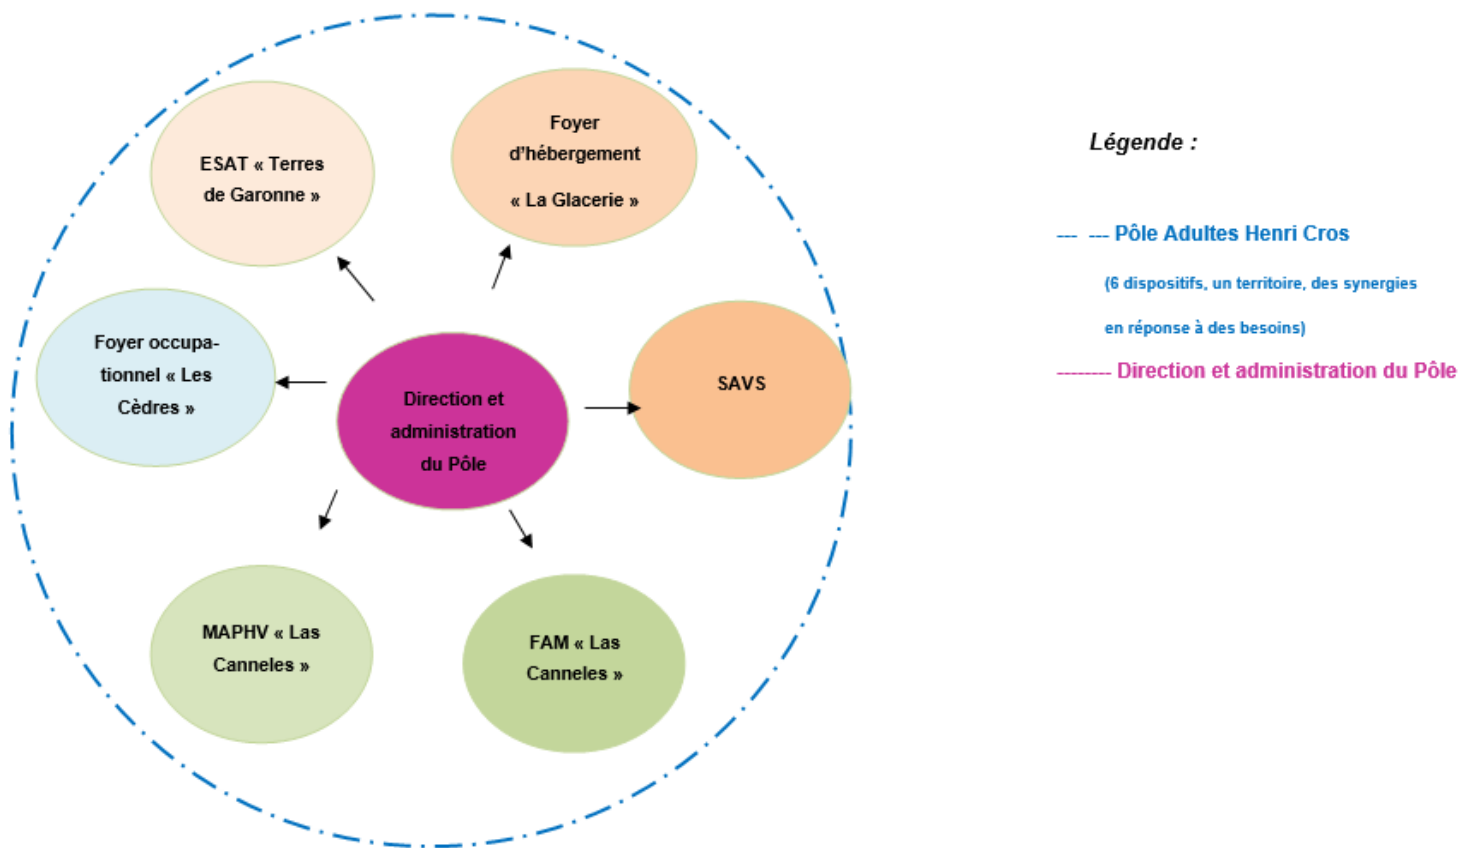 ESAT « Terres
de Garonne »
Foyer
d'hébergement
« La Glacerie »
Foyer occupa-
tionnel « Les
Cèdres »
Direction et
administration
du Pôle
SAVS
MAPHV « Las
Canneles »
FAM « Las
Canneles »
Légende :
--- --- Pôle Adultes Henri Cros
(6 dispositifs, un territoire, des synergies
en réponse à des besoins)
-------- Direction et administration du Pôle